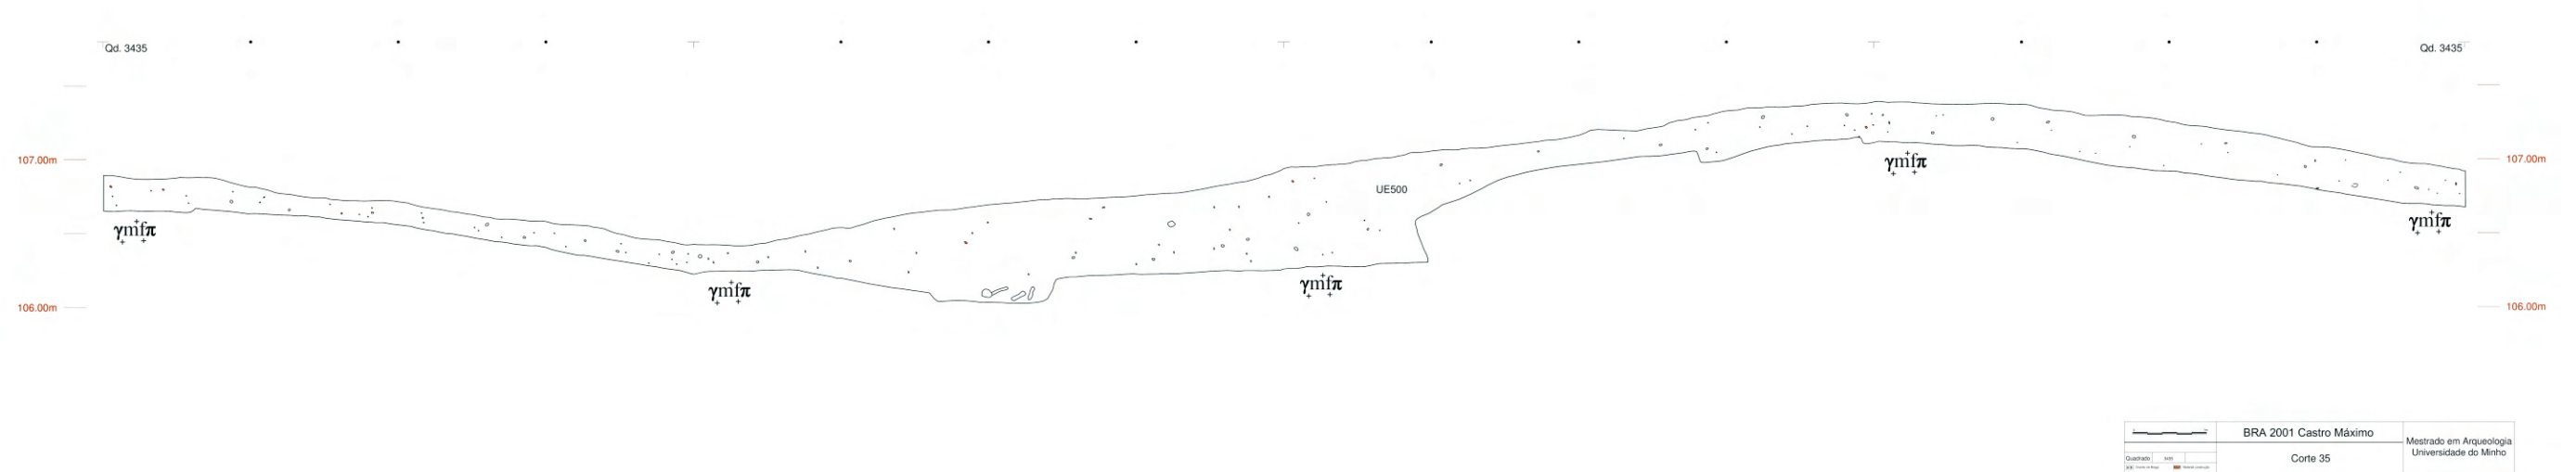 Qd. 3435
Qd. 3435
107.00m
107.00m
UE500
γmfπ
γmfπ
γmfπ
γmfπ
γmfπ
106.00m
106.00m
BRA 2001 Castro Máximo
Corte 35
Mestrado em Arqueologia
Universidade do Minho
Quadrado 3435